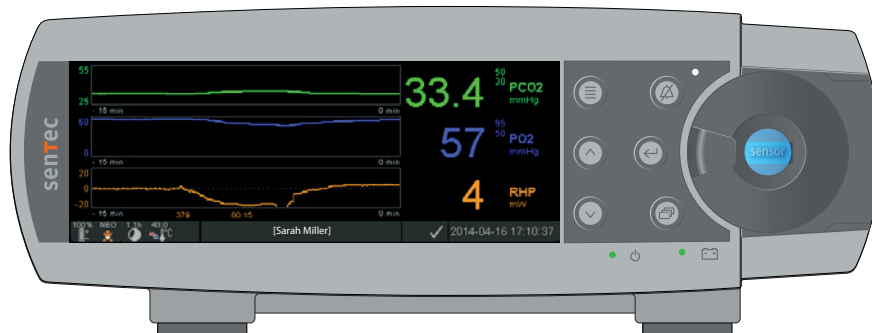 senTec
55
25
- 15 min
0 min
33.4
50
30
PCO2
mmHg
60
0
- 15 min
0 min
57
95
50
PO2
mmHg
20
0
-20
- 15 min
379
00:15
0 min
4
RHP
mW
100%
NEO
1.1h
43.0
°C
[Sarah Miller]
2014-04-16 17:10:37
sensor